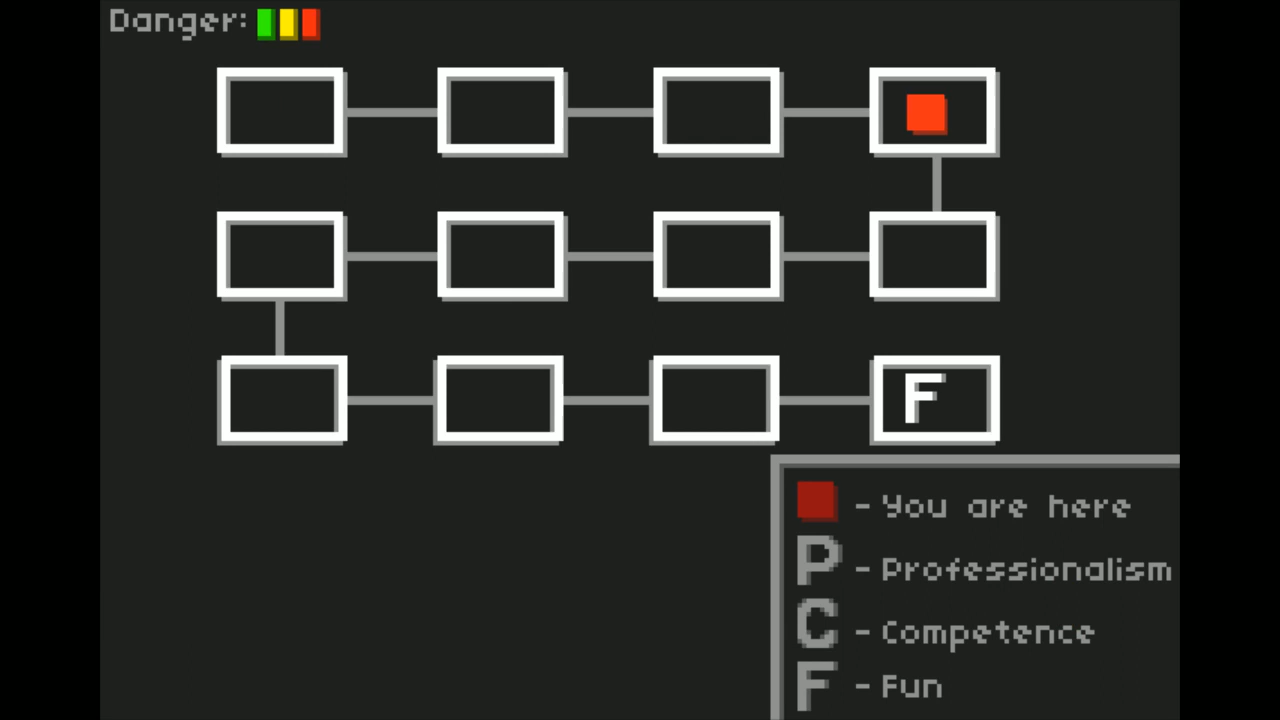 Danger:
F
- You are here
P - Professionalism
C - Competence
F - Fun